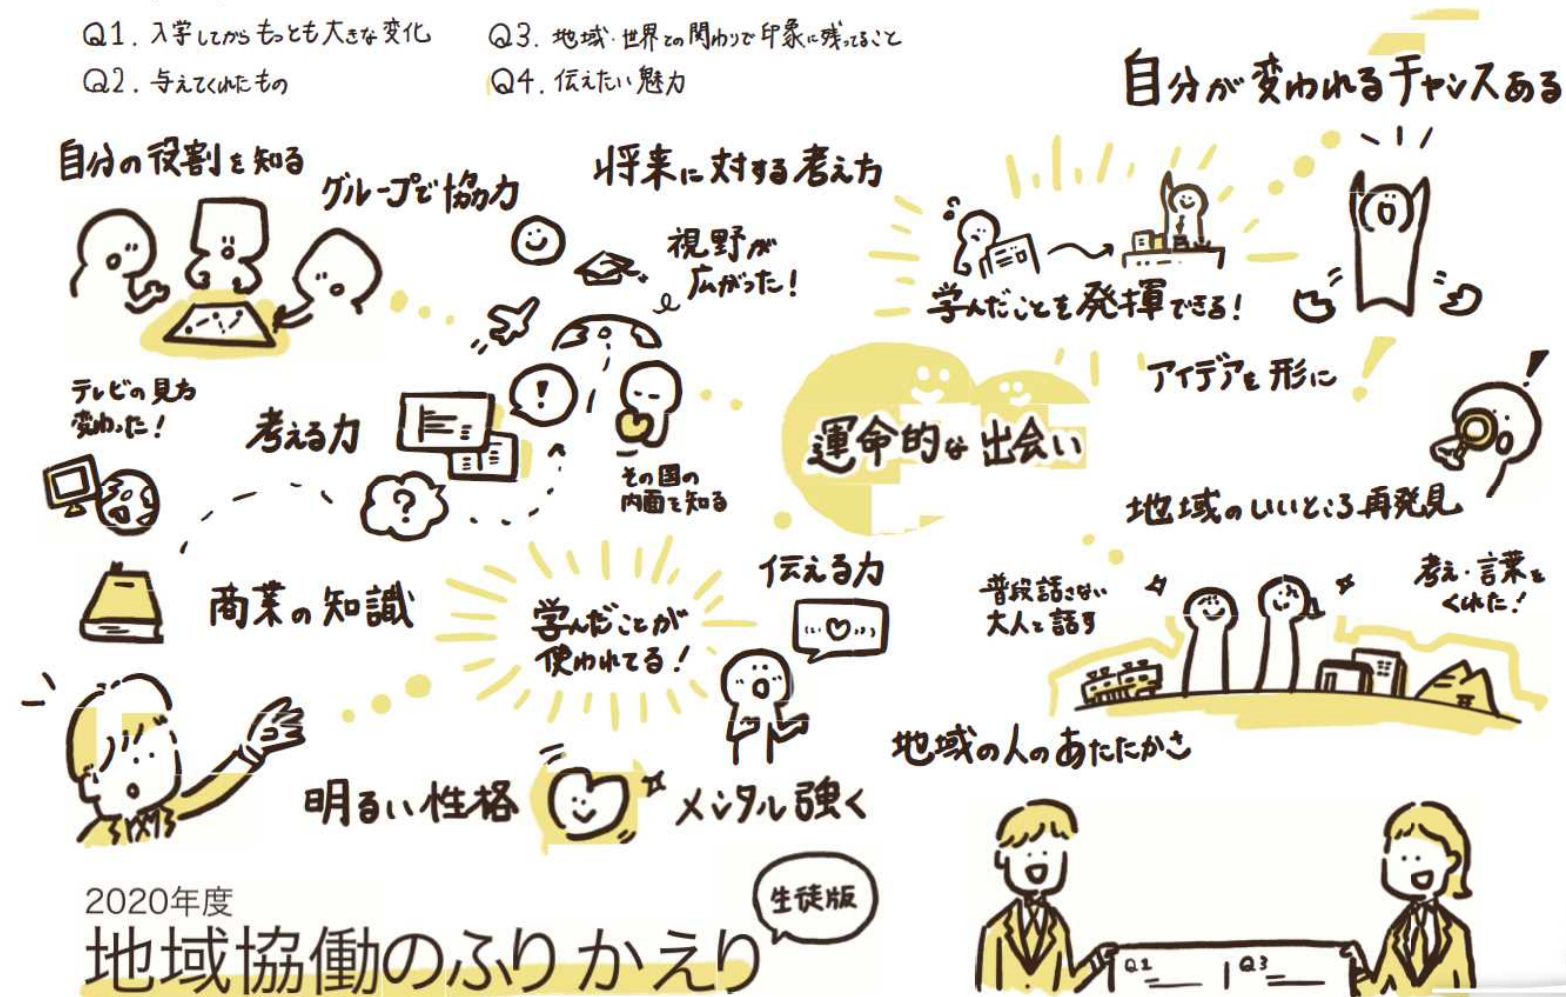 Q1. 入学してからもっとも大きな変化
Q2. 与えてくれたもの
Q3. 地域・世界との関わりで印象に残ってること
Q4. 伝えたい魅力
自分が変われるチャンスある
自分の役割を知る
グループで協力
将来に対する考え方
視野が
広がった!
学んだことを発揮できる!
テレビの見方
変わった!
考える力
!
?
その国の
内面を知る
運命的な出会い
アイデアを形に
!
!
地域のいいところ再発見
商業の知識
学んだことが
使われてる!
伝える力
普段話さない
大人と話す
考え・言葉を
くれた!
地域の人のあたたかさ
明るい性格
メンタル強く
2020年度
地域協働のふりかえり
生徒版
Q1
Q3